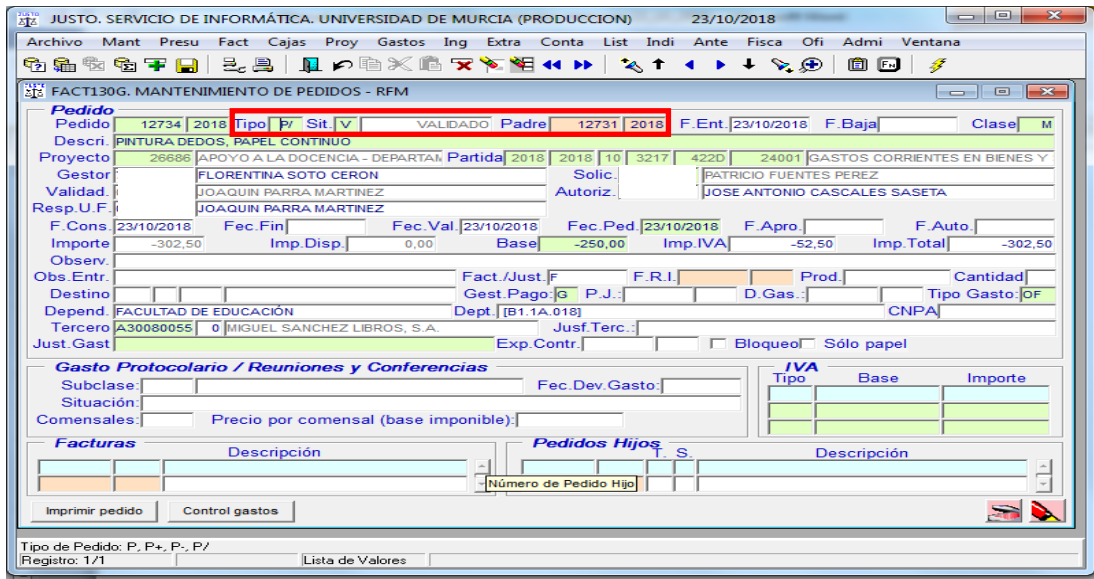 JUSTO. SERVICIO DE INFORMÁTICA. UNIVERSIDAD DE MURCIA (PRODUCCION) 23/10/2018
Archivo Mant Presu Fact Cajas Proy Gastos Ing Extra Conta List Indi Ante Fisca Ofi Admi Ventana
FACT130G. MANTENIMIENTO DE PEDIDOS - RFM
Pedido
Pedido 12734 2018 Tipo P/ Sit. V VALIDADO Padre 12731 2018 F.Ent. 23/10/2018 F.Baja Clase M
Descri. PINTURA DEDOS, PAPEL CONTINUO
Proyecto 26686 APOYO A LA DOCENCIA - DEPARTAM Partida 2018 2018 10 3217 422D 24001 GASTOS CORRIENTES EN BIENES Y
Gestor FLORENTINA SOTO CERON Solic. PATRICIO FUENTES PEREZ
Validad. JOAQUIN PARRA MARTINEZ Autoriz. JOSE ANTONIO CASCALES SASETA
Resp.U.F. JOAQUIN PARRA MARTINEZ
F.Cons. 23/10/2018 Fec.Fin Fec.Val. 23/10/2018 Fec.Ped. 23/10/2018 F.Apro. F.Auto.
Importe -302,50 Imp.Disp. 0,00 Base -250,00 Imp.IVA -52,50 Imp.Total -302,50
Observ.
Obs.Entr. Fact./Just. F F.R.I. Prod. Cantidad
Destino Gest.Pago: G P.J.: D.Gas.: Tipo Gasto: OF
Depend. FACULTAD DE EDUCACIÓN Dept. [B1.1A.018] CNPA
Tercero A30080055 0 MIGUEL SANCHEZ LIBROS, S.A. Jusf.Terc.:
Just.Gast Exp.Contr. Bloqueo Sólo papel
Gasto Protocolario / Reuniones y Conferencias IVA
Subclase: Fec.Dev.Gasto: Tipo Base Importe
Situación:
Comensales: Precio por comensal (base imponible):
Facturas Pedidos Hijos
Descripción T. S. Descripción
Número de Pedido Hijo
Imprimir pedido Control gastos
Tipo de Pedido: P, P+, P-, P/
Registro: 1/1 Lista de Valores